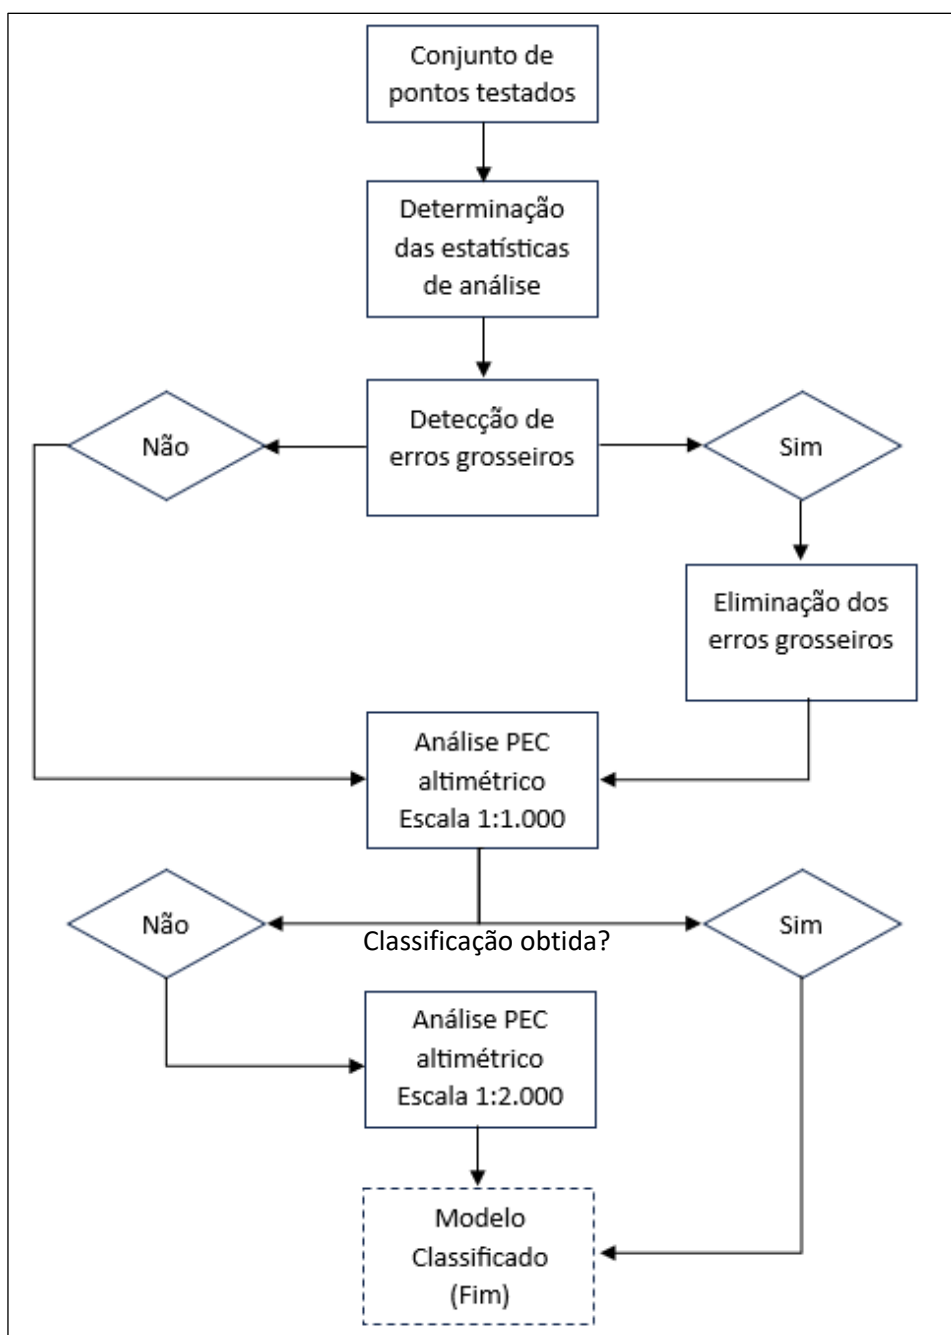 Conjunto de
pontos testados
Determinação
das estatísticas
de análise
Não
Detecção de
erros grosseiros
Sim
Eliminação dos
erros grosseiros
Análise PEC
altimétrico
Escala 1:1.000
Não
Classificação obtida?
Sim
Análise PEC
altimétrico
Escala 1:2.000
Modelo
Classificado
(Fim)